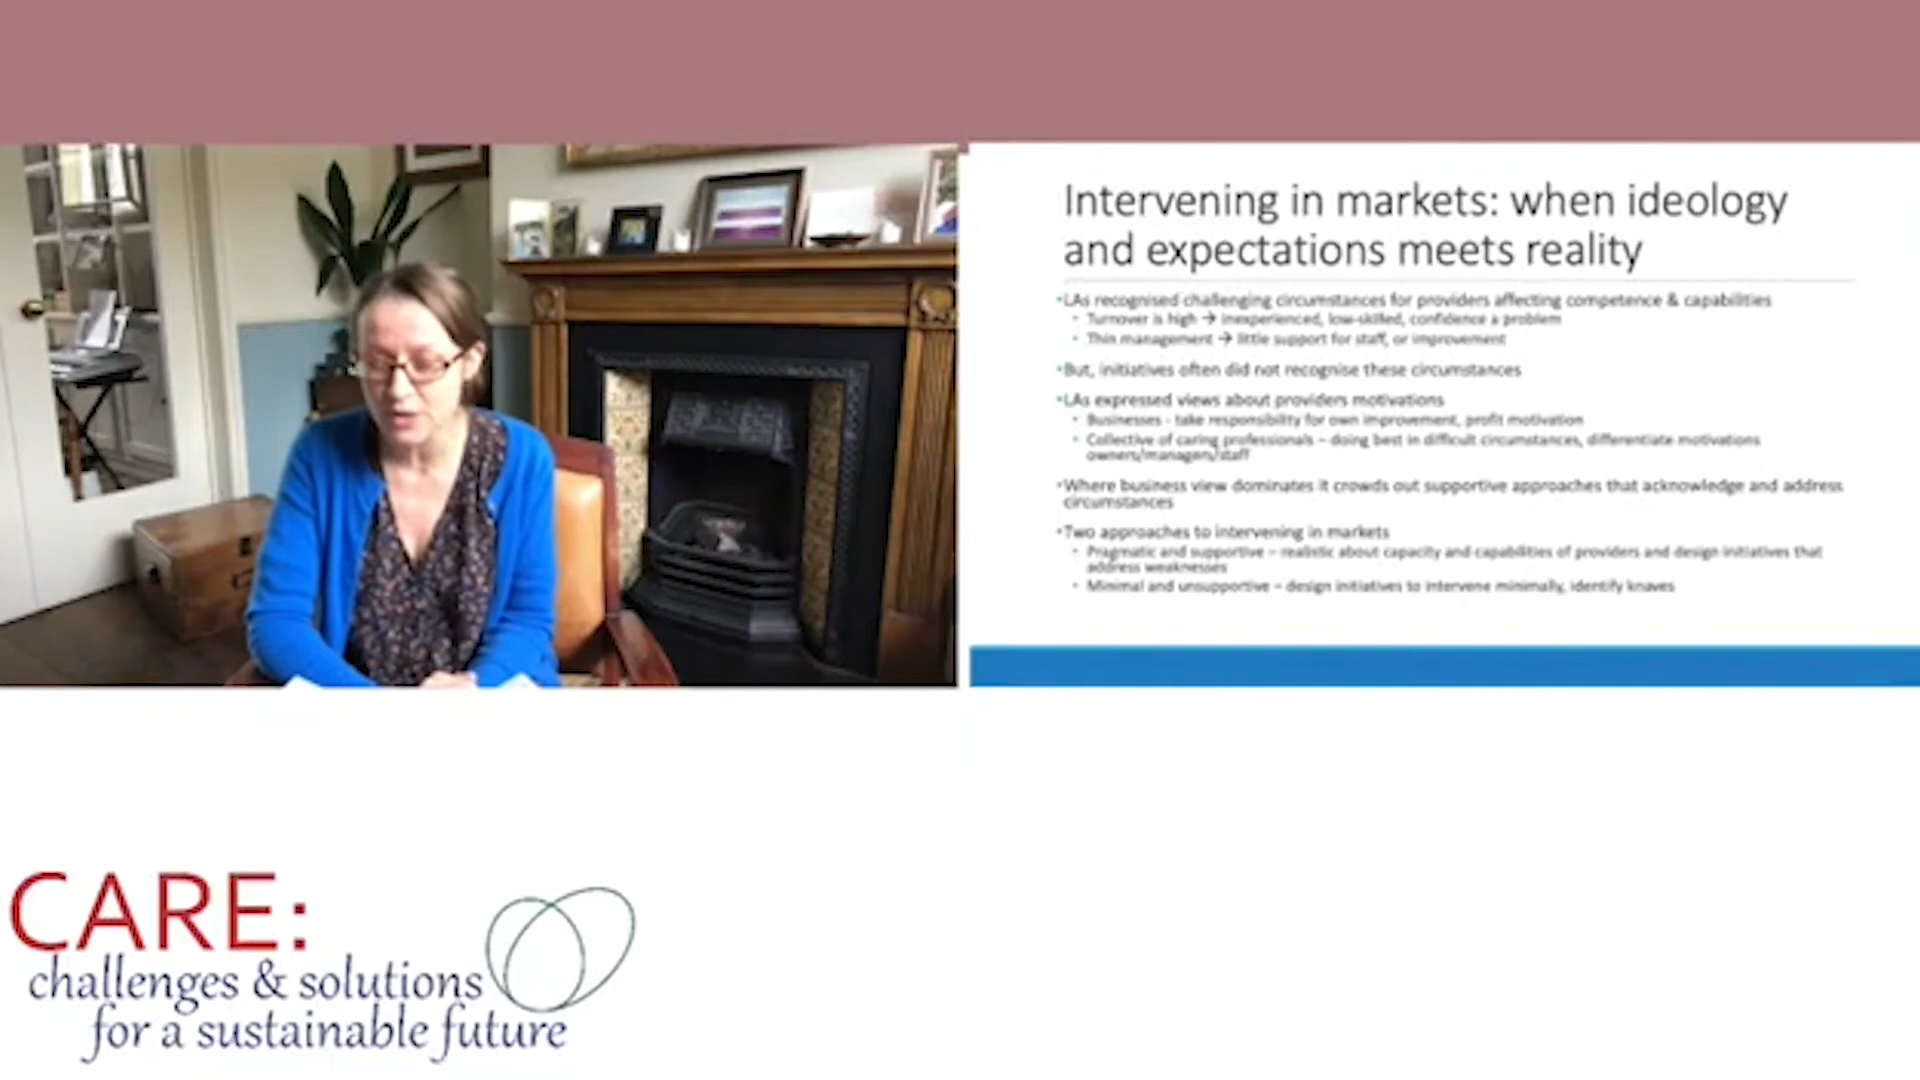 Intervening in markets: when ideology
and expectations meets reality
•LAs recognised challenging circumstances for providers affecting competence & capabilities
• Turnover is high → inexperienced, low-skilled, confidence a problem
• Thin management → little support for staff, or improvement
•But, initiatives often did not recognise these circumstances
•LAs expressed views about providers motivations
• Businesses - take responsibility for own improvement, profit motivation
• Collective of caring professionals – doing best in difficult circumstances, differentiate motivations
owners/managers/staff
•Where business view dominates it crowds out supportive approaches that acknowledge and address
circumstances
•Two approaches to intervening in markets
• Pragmatic and supportive – realistic about capacity and capabilities of providers and design initiatives that
address weaknesses
• Minimal and unsupportive – design initiatives to intervene minimally, identify knaves
CARE:
challenges & solutions
for a sustainable future